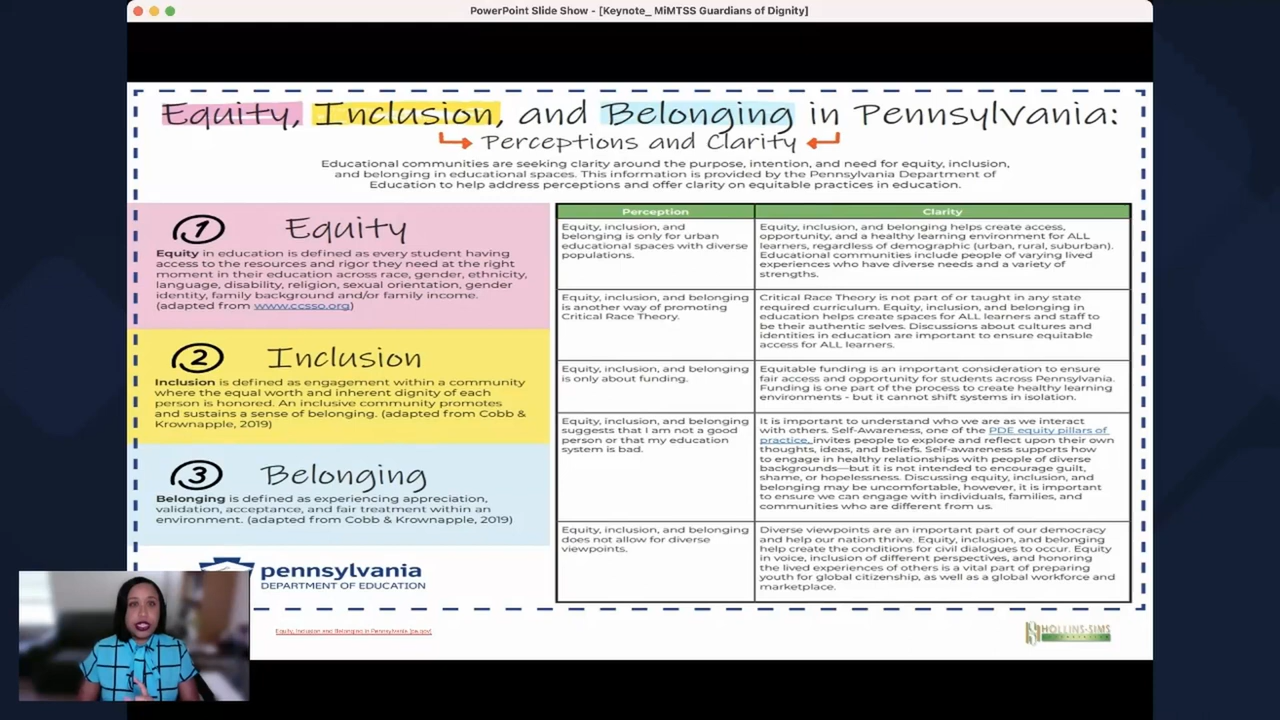 PowerPoint Slide Show - [Keynote_ MiMTSS Guardians of Dignity]
Equity, Inclusion, and Belonging in Pennsylvania:
Perceptions and Clarity
Educational communities are seeking clarity around the purpose, intention, and need for equity, inclusion,
and belonging in educational spaces. This information is provided by the Pennsylvania Department of
Education to help address perceptions and offer clarity on equitable practices in education.
1 Equity
Equity in education is defined as every student having
access to the resources and rigor they need at the right
moment in their education across race, gender, ethnicity,
language, disability, religion, sexual orientation, gender
identity, family background and/or family income.
(adapted from www.ccsso.org)
2 Inclusion
Inclusion is defined as engagement within a community
where the equal worth and inherent dignity of each
person is honored. An inclusive community promotes
and sustains a sense of belonging. (adapted from Cobb &
Krownapple, 2019)
3 Belonging
Belonging is defined as experiencing appreciation,
validation, acceptance, and fair treatment within an
environment. (adapted from Cobb & Krownapple, 2019)
pennsylvania
DEPARTMENT OF EDUCATION
Perception
Clarity
Equity, inclusion, and
belonging is only for urban
educational spaces with diverse
populations.
Equity, inclusion, and belonging helps create access,
opportunity, and a healthy learning environment for ALL
learners, regardless of demographic (urban, rural, suburban).
Educational communities include people of varying lived
experiences who have diverse needs and a variety of
strengths.
Equity, inclusion, and belonging
is another way of promoting
Critical Race Theory.
Critical Race Theory is not part of or taught in any state
required curriculum. Equity, inclusion, and belonging in
education helps create spaces for ALL learners and staff to
be their authentic selves. Discussions about cultures and
identities in education are important to ensure equitable
access for ALL learners.
Equity, inclusion, and belonging
is only about funding.
Equitable funding is an important consideration to ensure
fair access and opportunity for students across Pennsylvania.
Funding is one part of the process to create healthy learning
environments - but it cannot shift systems in isolation.
Equity, inclusion, and belonging
suggests that I am not a good
person or that my education
system is bad.
It is important to understand who we are as we interact
with others. Self-Awareness, one of the PDE equity pillars of
practice, invites people to explore and reflect upon their own
thoughts, ideas, and beliefs. Self-awareness supports how
to engage in healthy relationships with people of diverse
backgrounds—but it is not intended to encourage guilt,
shame, or hopelessness. Discussing equity, inclusion, and
belonging may be uncomfortable, however, it is important
to ensure we can engage with individuals, families, and
communities who are different from us.
Equity, inclusion, and belonging
does not allow for diverse
viewpoints.
Diverse viewpoints are an important part of our democracy
and help our nation thrive. Equity, inclusion, and belonging
help create the conditions for civil dialogues to occur. Equity
in voice, inclusion of different perspectives, and honoring
the lived experiences of others is a vital part of preparing
youth for global citizenship, as well as a global workforce and
marketplace.
Equity, Inclusion and Belonging in Pennsylvania (pa.gov)
HOLLINS-SIMS